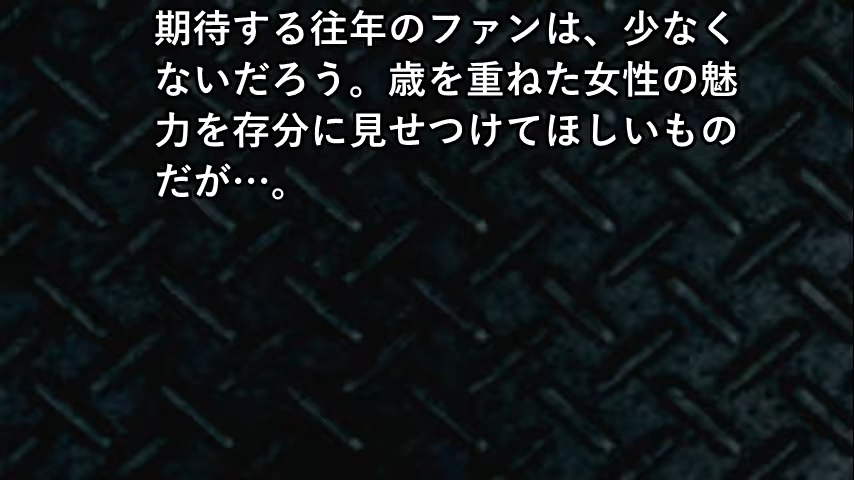 期待する往年のファンは、少なく
ないだろう。歳を重ねた女性の魅
力を存分に見せつけてほしいもの
だが…。